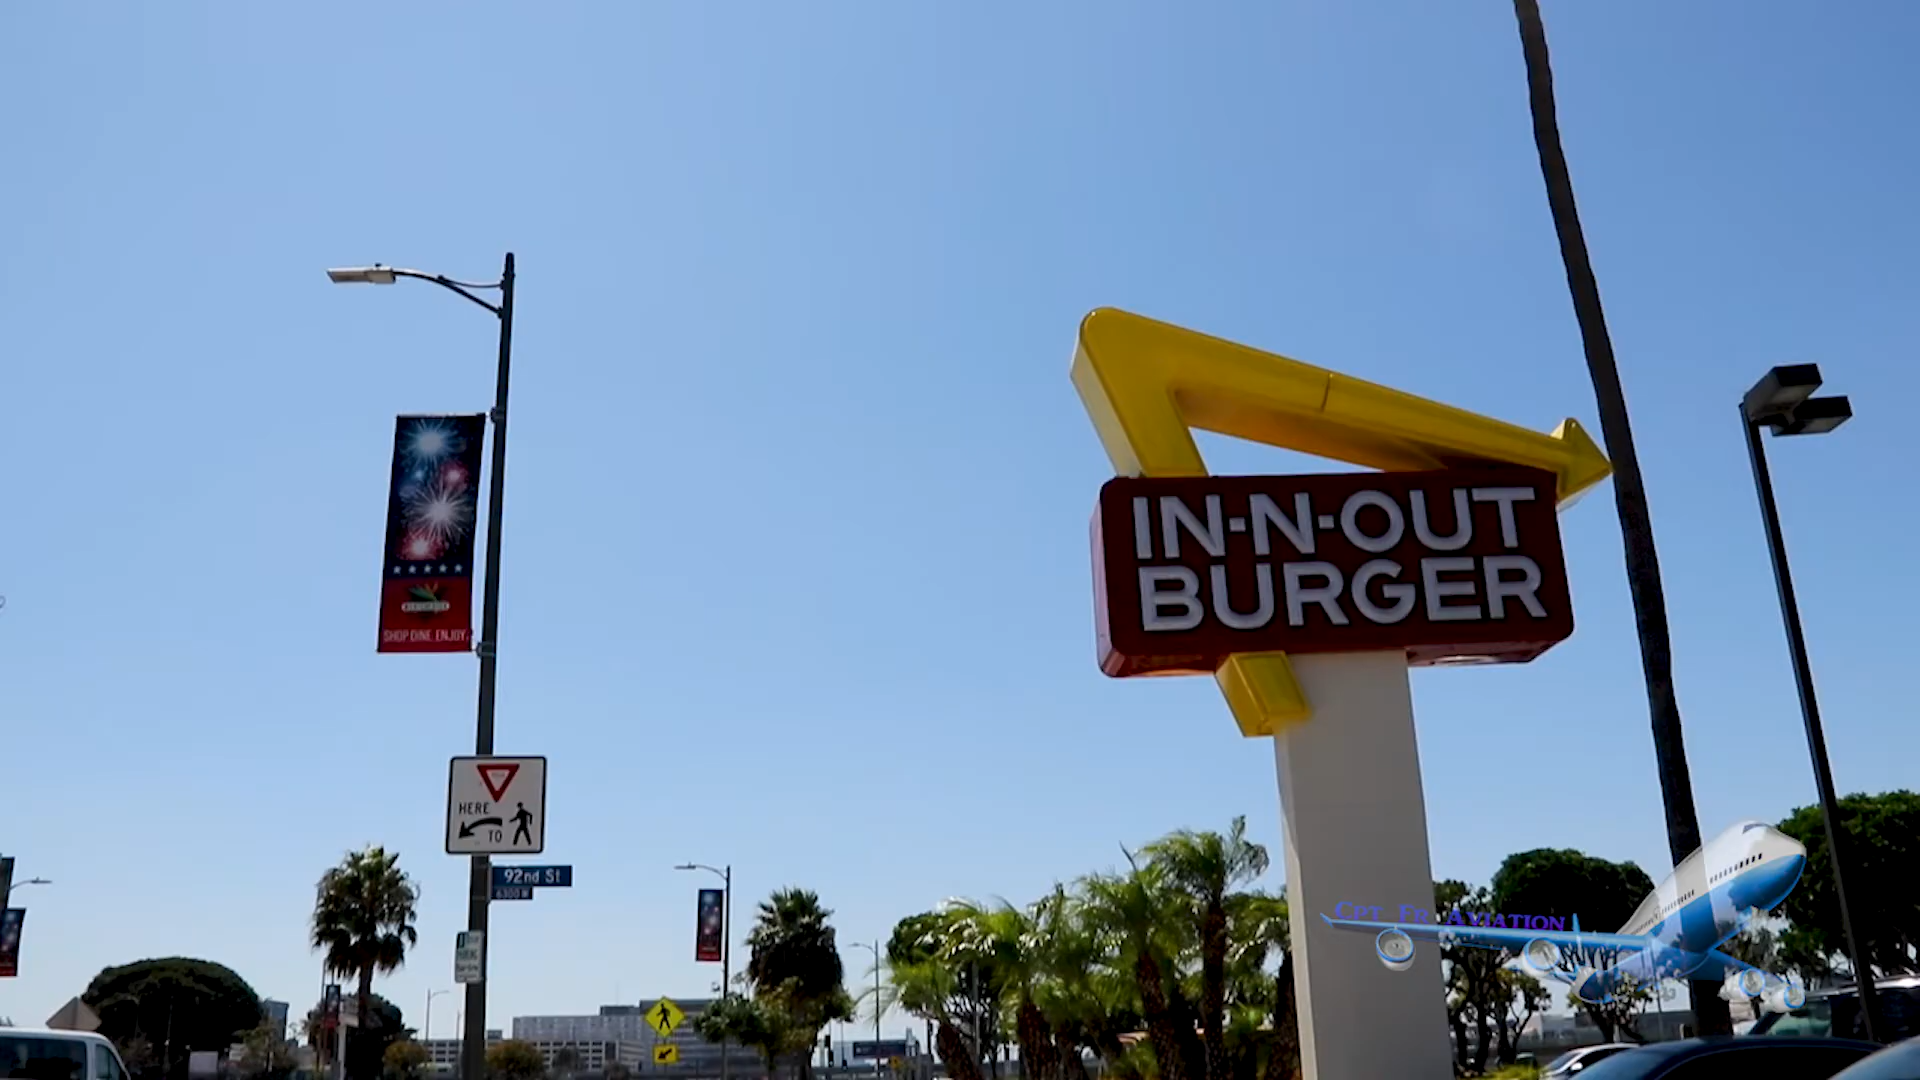 IN-N-OUT
BURGER
SHOP DINE ENJOY
HERE
TO
92nd St
CPT. FR. AVIATION